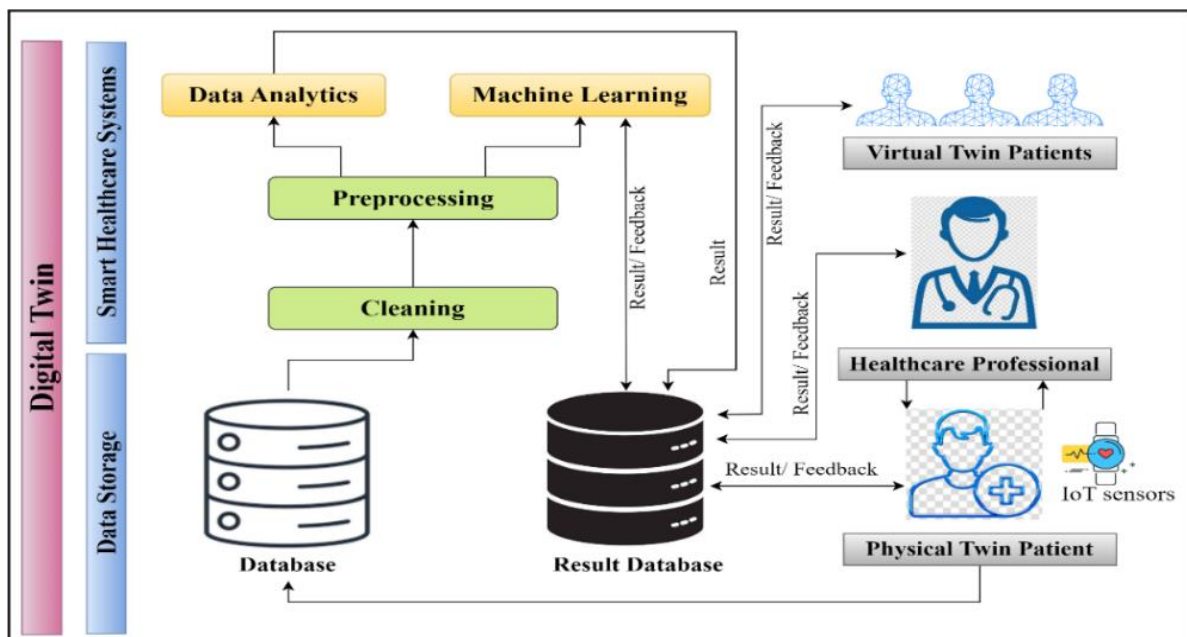 Digital Twin
Smart Healthcare Systems
Data Storage
Data Analytics
Machine Learning
Preprocessing
Cleaning
Database
Result Database
Result/ Feedback
Result
Result/ Feedback
Result/ Feedback
Result/ Feedback
Virtual Twin Patients
Healthcare Professional
IoT sensors
Physical Twin Patient